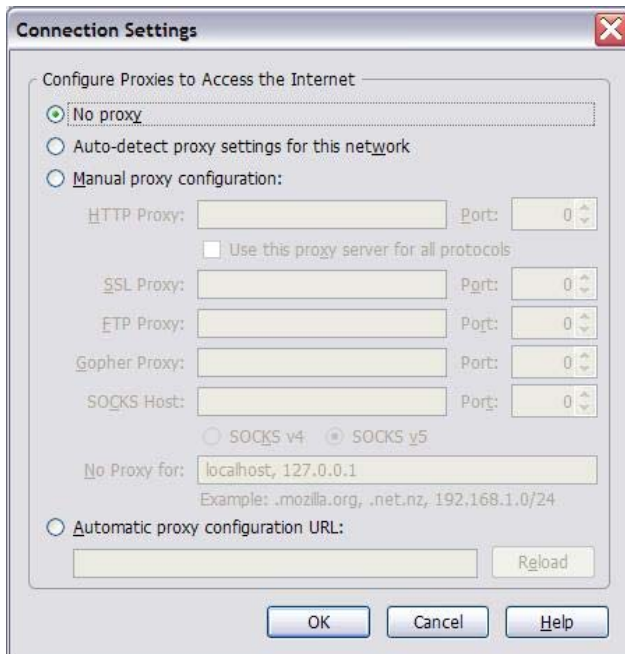 Connection Settings
Configure Proxies to Access the Internet
No proxy
Auto-detect proxy settings for this network
Manual proxy configuration:
HTTP Proxy: Port: 0
Use this proxy server for all protocols
SSL Proxy: Port: 0
FTP Proxy: Port: 0
Gopher Proxy: Port: 0
SOCKS Host: Port: 0
SOCKS v4 SOCKS v5
No Proxy for: localhost, 127.0.0.1
Example: .mozilla.org, .net.nz, 192.168.1.0/24
Automatic proxy configuration URL:
Reload
OK Cancel Help